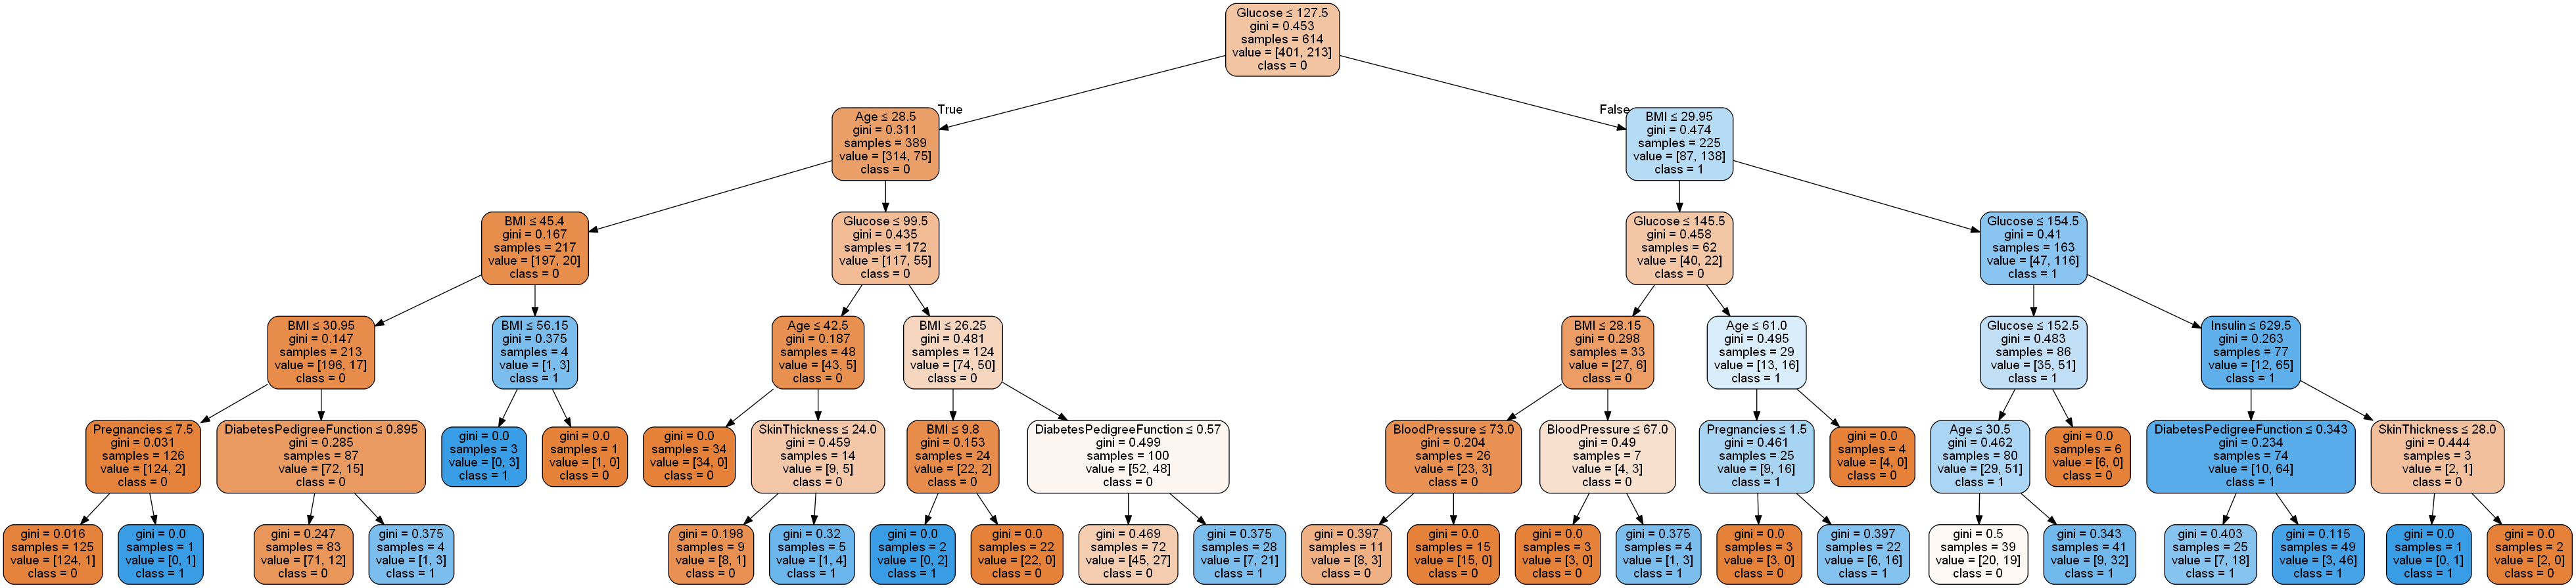 Glucose ≤ 127.5
gini = 0.453
samples = 614
value = [401, 213]
class = 0
True
False
Age ≤ 28.5
gini = 0.311
samples = 389
value = [314, 75]
class = 0
BMI ≤ 29.95
gini = 0.474
samples = 225
value = [87, 138]
class = 1
BMI ≤ 45.4
gini = 0.167
samples = 217
value = [197, 20]
class = 0
Glucose ≤ 99.5
gini = 0.435
samples = 172
value = [117, 55]
class = 0
Glucose ≤ 145.5
gini = 0.458
samples = 62
value = [40, 22]
class = 0
Glucose ≤ 154.5
gini = 0.41
samples = 163
value = [47, 116]
class = 1
BMI ≤ 30.95
gini = 0.147
samples = 213
value = [196, 17]
class = 0
BMI ≤ 56.15
gini = 0.375
samples = 4
value = [1, 3]
class = 1
Age ≤ 42.5
gini = 0.187
samples = 48
value = [43, 5]
class = 0
BMI ≤ 26.25
gini = 0.481
samples = 124
value = [74, 50]
class = 0
BMI ≤ 28.15
gini = 0.298
samples = 33
value = [27, 6]
class = 0
Age ≤ 61.0
gini = 0.495
samples = 29
value = [13, 16]
class = 1
Glucose ≤ 152.5
gini = 0.483
samples = 86
value = [35, 51]
class = 1
Insulin ≤ 629.5
gini = 0.263
samples = 77
value = [12, 65]
class = 1
Pregnancies ≤ 7.5
gini = 0.031
samples = 126
value = [124, 2]
class = 0
DiabetesPedigreeFunction ≤ 0.895
gini = 0.285
samples = 87
value = [72, 15]
class = 0
gini = 0.0
samples = 3
value = [0, 3]
class = 1
gini = 0.0
samples = 1
value = [1, 0]
class = 0
gini = 0.0
samples = 34
value = [34, 0]
class = 0
SkinThickness ≤ 24.0
gini = 0.459
samples = 14
value = [9, 5]
class = 0
BMI ≤ 9.8
gini = 0.153
samples = 24
value = [22, 2]
class = 0
DiabetesPedigreeFunction ≤ 0.57
gini = 0.499
samples = 100
value = [52, 48]
class = 0
BloodPressure ≤ 73.0
gini = 0.204
samples = 26
value = [23, 3]
class = 0
BloodPressure ≤ 67.0
gini = 0.49
samples = 7
value = [4, 3]
class = 0
Pregnancies ≤ 1.5
gini = 0.461
samples = 25
value = [9, 16]
class = 1
gini = 0.0
samples = 4
value = [4, 0]
class = 0
Age ≤ 30.5
gini = 0.462
samples = 80
value = [29, 51]
class = 1
gini = 0.0
samples = 6
value = [6, 0]
class = 0
DiabetesPedigreeFunction ≤ 0.343
gini = 0.234
samples = 74
value = [10, 64]
class = 1
SkinThickness ≤ 28.0
gini = 0.444
samples = 3
value = [2, 1]
class = 0
gini = 0.016
samples = 125
value = [124, 1]
class = 0
gini = 0.0
samples = 1
value = [0, 1]
class = 1
gini = 0.247
samples = 83
value = [71, 12]
class = 0
gini = 0.375
samples = 4
value = [1, 3]
class = 1
gini = 0.198
samples = 9
value = [8, 1]
class = 0
gini = 0.32
samples = 5
value = [1, 4]
class = 1
gini = 0.0
samples = 2
value = [0, 2]
class = 1
gini = 0.0
samples = 22
value = [22, 0]
class = 0
gini = 0.469
samples = 72
value = [45, 27]
class = 0
gini = 0.375
samples = 28
value = [7, 21]
class = 1
gini = 0.397
samples = 11
value = [8, 3]
class = 0
gini = 0.0
samples = 15
value = [15, 0]
class = 0
gini = 0.0
samples = 3
value = [3, 0]
class = 0
gini = 0.375
samples = 4
value = [1, 3]
class = 1
gini = 0.0
samples = 3
value = [3, 0]
class = 0
gini = 0.397
samples = 22
value = [6, 16]
class = 1
gini = 0.5
samples = 39
value = [20, 19]
class = 0
gini = 0.343
samples = 41
value = [9, 32]
class = 1
gini = 0.403
samples = 25
value = [7, 18]
class = 1
gini = 0.115
samples = 49
value = [3, 46]
class = 1
gini = 0.0
samples = 1
value = [0, 1]
class = 1
gini = 0.0
samples = 2
value = [2, 0]
class = 0